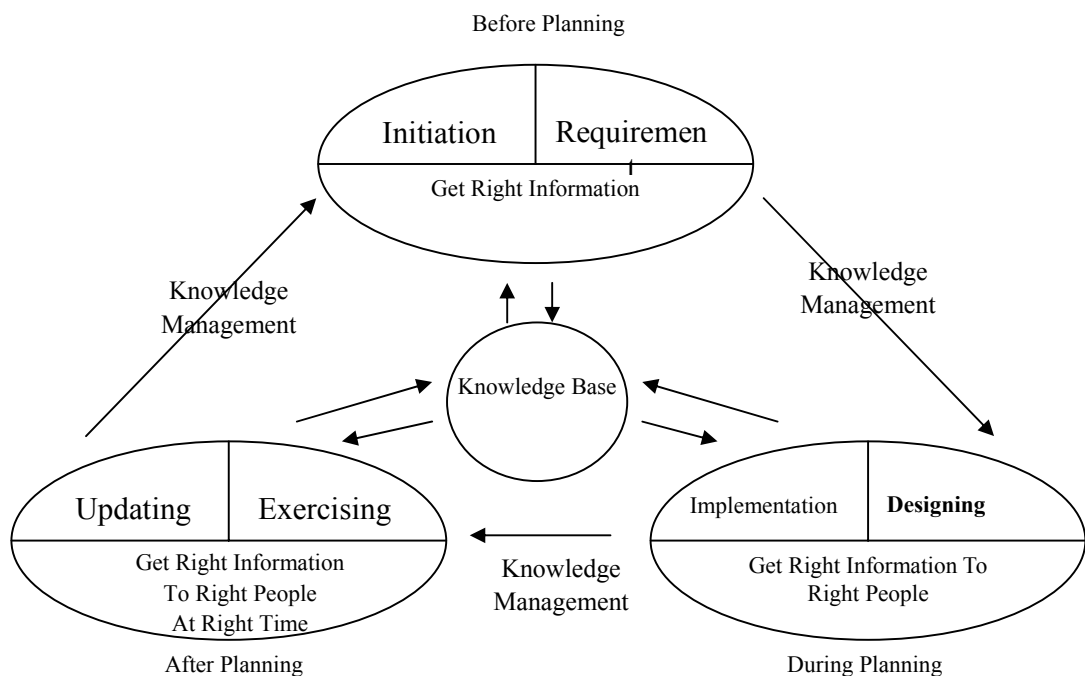 Before Planning
Initiation
Requiremen
Get Right Information
Knowledge
Management
Knowledge
Management
Knowledge Base
Updating
Exercising
Get Right Information
To Right People
At Right Time
After Planning
Knowledge
Management
Implementation
Designing
Get Right Information To
Right People
During Planning